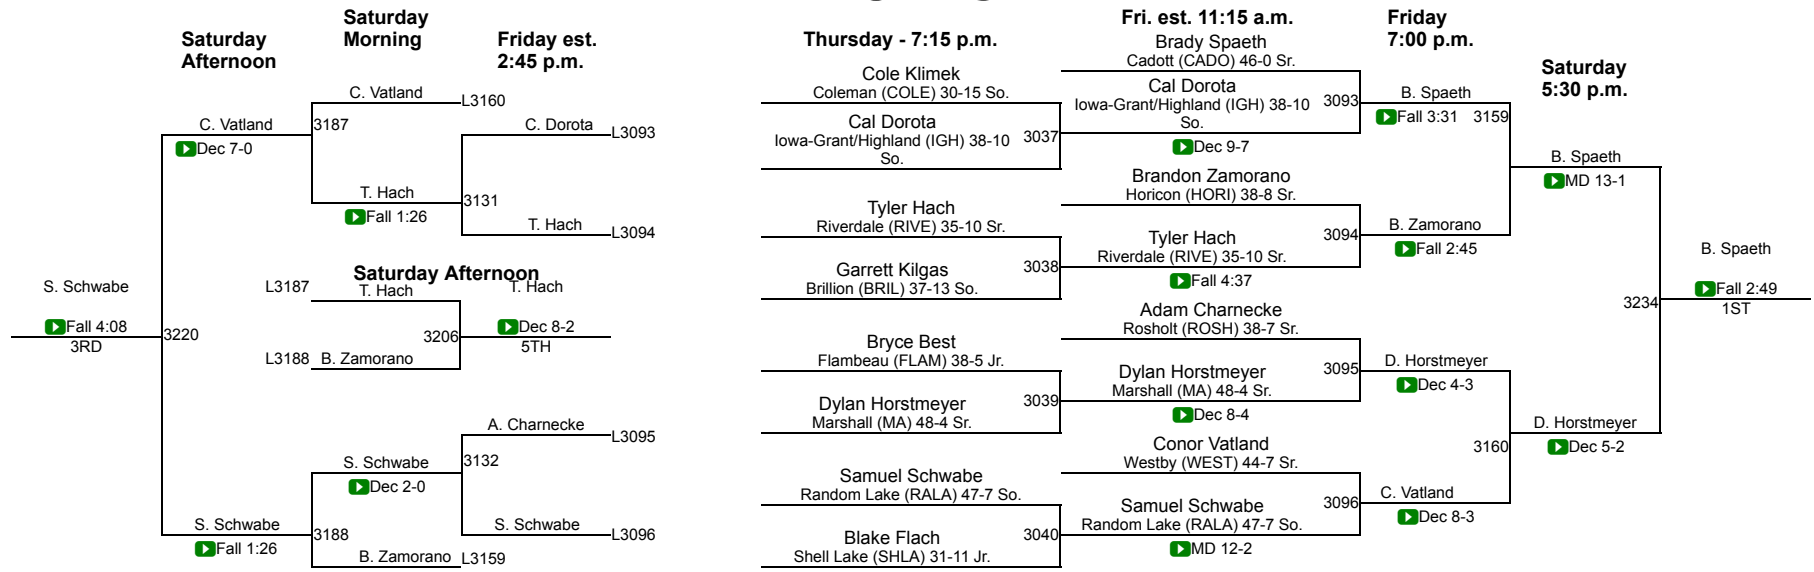 Saturday
Afternoon
Saturday
Morning
Friday est.
2:45 p.m.
C. Vatland
L3160
3187
C. Vatland
Dec 7-0
C. Dorota
L3093
T. Hach
Fall 1:26
3131
T. Hach
L3094
Saturday Afternoon
S. Schwabe
Fall 4:08
3RD
3220
L3187
T. Hach
3206
L3188
B. Zamorano
T. Hach
Dec 8-2
5TH
A. Charnecke
L3095
S. Schwabe
Dec 2-0
3132
S. Schwabe
L3096
S. Schwabe
Fall 1:26
3188
B. Zamorano
L3159
Thursday - 7:15 p.m.
Cole Klimek
Coleman (COLE) 30-15 So.
3037
Cal Dorota
Iowa-Grant/Highland (IGH) 38-10
So.
Tyler Hach
Riverdale (RIVE) 35-10 Sr.
3038
Garrett Kilgas
Brillion (BRIL) 37-13 So.
Bryce Best
Flambeau (FLAM) 38-5 Jr.
3039
Dylan Horstmeyer
Marshall (MA) 48-4 Sr.
Samuel Schwabe
Random Lake (RALA) 47-7 So.
3040
Blake Flach
Shell Lake (SHLA) 31-11 Jr.
Fri. est. 11:15 a.m.
Brady Spaeth
Cadott (CADO) 46-0 Sr.
3093
Cal Dorota
Iowa-Grant/Highland (IGH) 38-10
So.
Dec 9-7
Brandon Zamorano
Horicon (HORI) 38-8 Sr.
3094
Tyler Hach
Riverdale (RIVE) 35-10 Sr.
Fall 4:37
Adam Charnecke
Rosholt (ROSH) 38-7 Sr.
3095
Dylan Horstmeyer
Marshall (MA) 48-4 Sr.
Dec 8-4
Conor Vatland
Westby (WEST) 44-7 Sr.
3096
Samuel Schwabe
Random Lake (RALA) 47-7 So.
MD 12-2
Friday
7:00 p.m.
B. Spaeth
Fall 3:31
3159
B. Zamorano
Fall 2:45
D. Horstmeyer
Dec 4-3
3160
C. Vatland
Dec 8-3
Saturday
5:30 p.m.
B. Spaeth
MD 13-1
3234
D. Horstmeyer
Dec 5-2
B. Spaeth
Fall 2:49
1ST